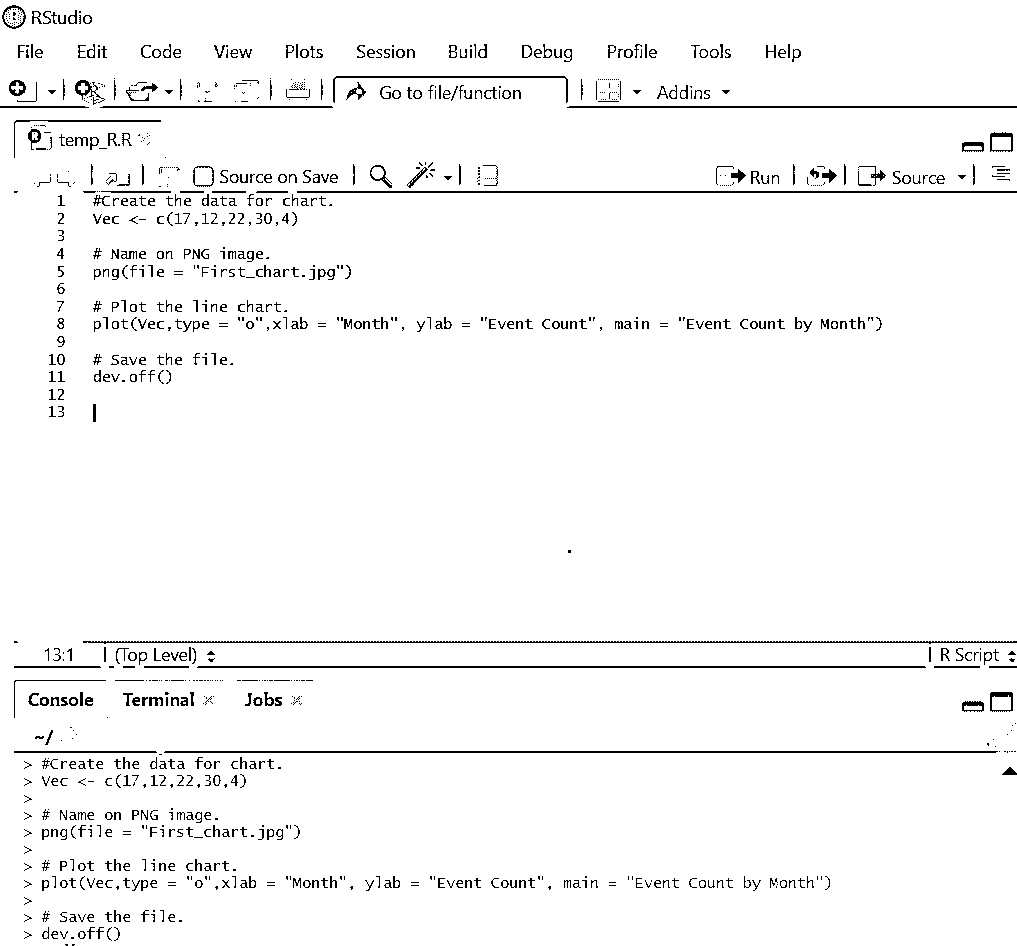 RStudio
File Edit Code View Plots Session Build Debug Profile Tools Help
Go to file/function Addins
temp_R.R
Source on Save Run Source
1 #Create the data for chart.
2 Vec <- c(17,12,22,30,4)
3
4 # Name on PNG image.
5 png(file = "First_chart.jpg")
6
7 # Plot the line chart.
8 plot(Vec,type = "o",xlab = "Month", ylab = "Event Count", main = "Event Count by Month")
9
10 # Save the file.
11 dev.off()
12
13
13:1 (Top Level) R Script
Console Terminal Jobs
~/
> #Create the data for chart.
> Vec <- c(17,12,22,30,4)
>
> # Name on PNG image.
> png(file = "First_chart.jpg")
>
> # Plot the line chart.
> plot(Vec,type = "o",xlab = "Month", ylab = "Event Count", main = "Event Count by Month")
>
> # Save the file.
> dev.off()